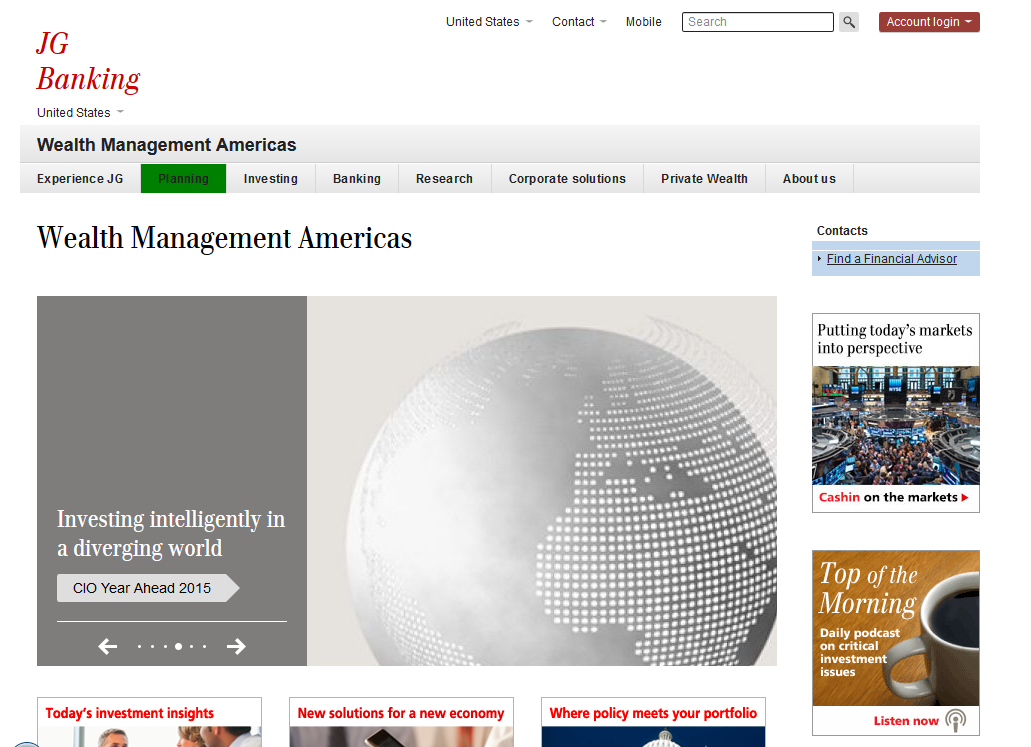 United States
Contact
Mobile
Search
Account login
JG
Banking
United States
Wealth Management Americas
Experience JG
Planning
Investing
Banking
Research
Corporate solutions
Private Wealth
About us
Wealth Management Americas
Contacts
Find a Financial Advisor
Investing intelligently in
a diverging world
CIO Year Ahead 2015
Putting today's markets
into perspective
NYSE
Cashin on the markets
Top of the
Morning
Daily podcast
on critical
investment
issues
Listen now
Today's investment insights
New solutions for a new economy
Where policy meets your portfolio